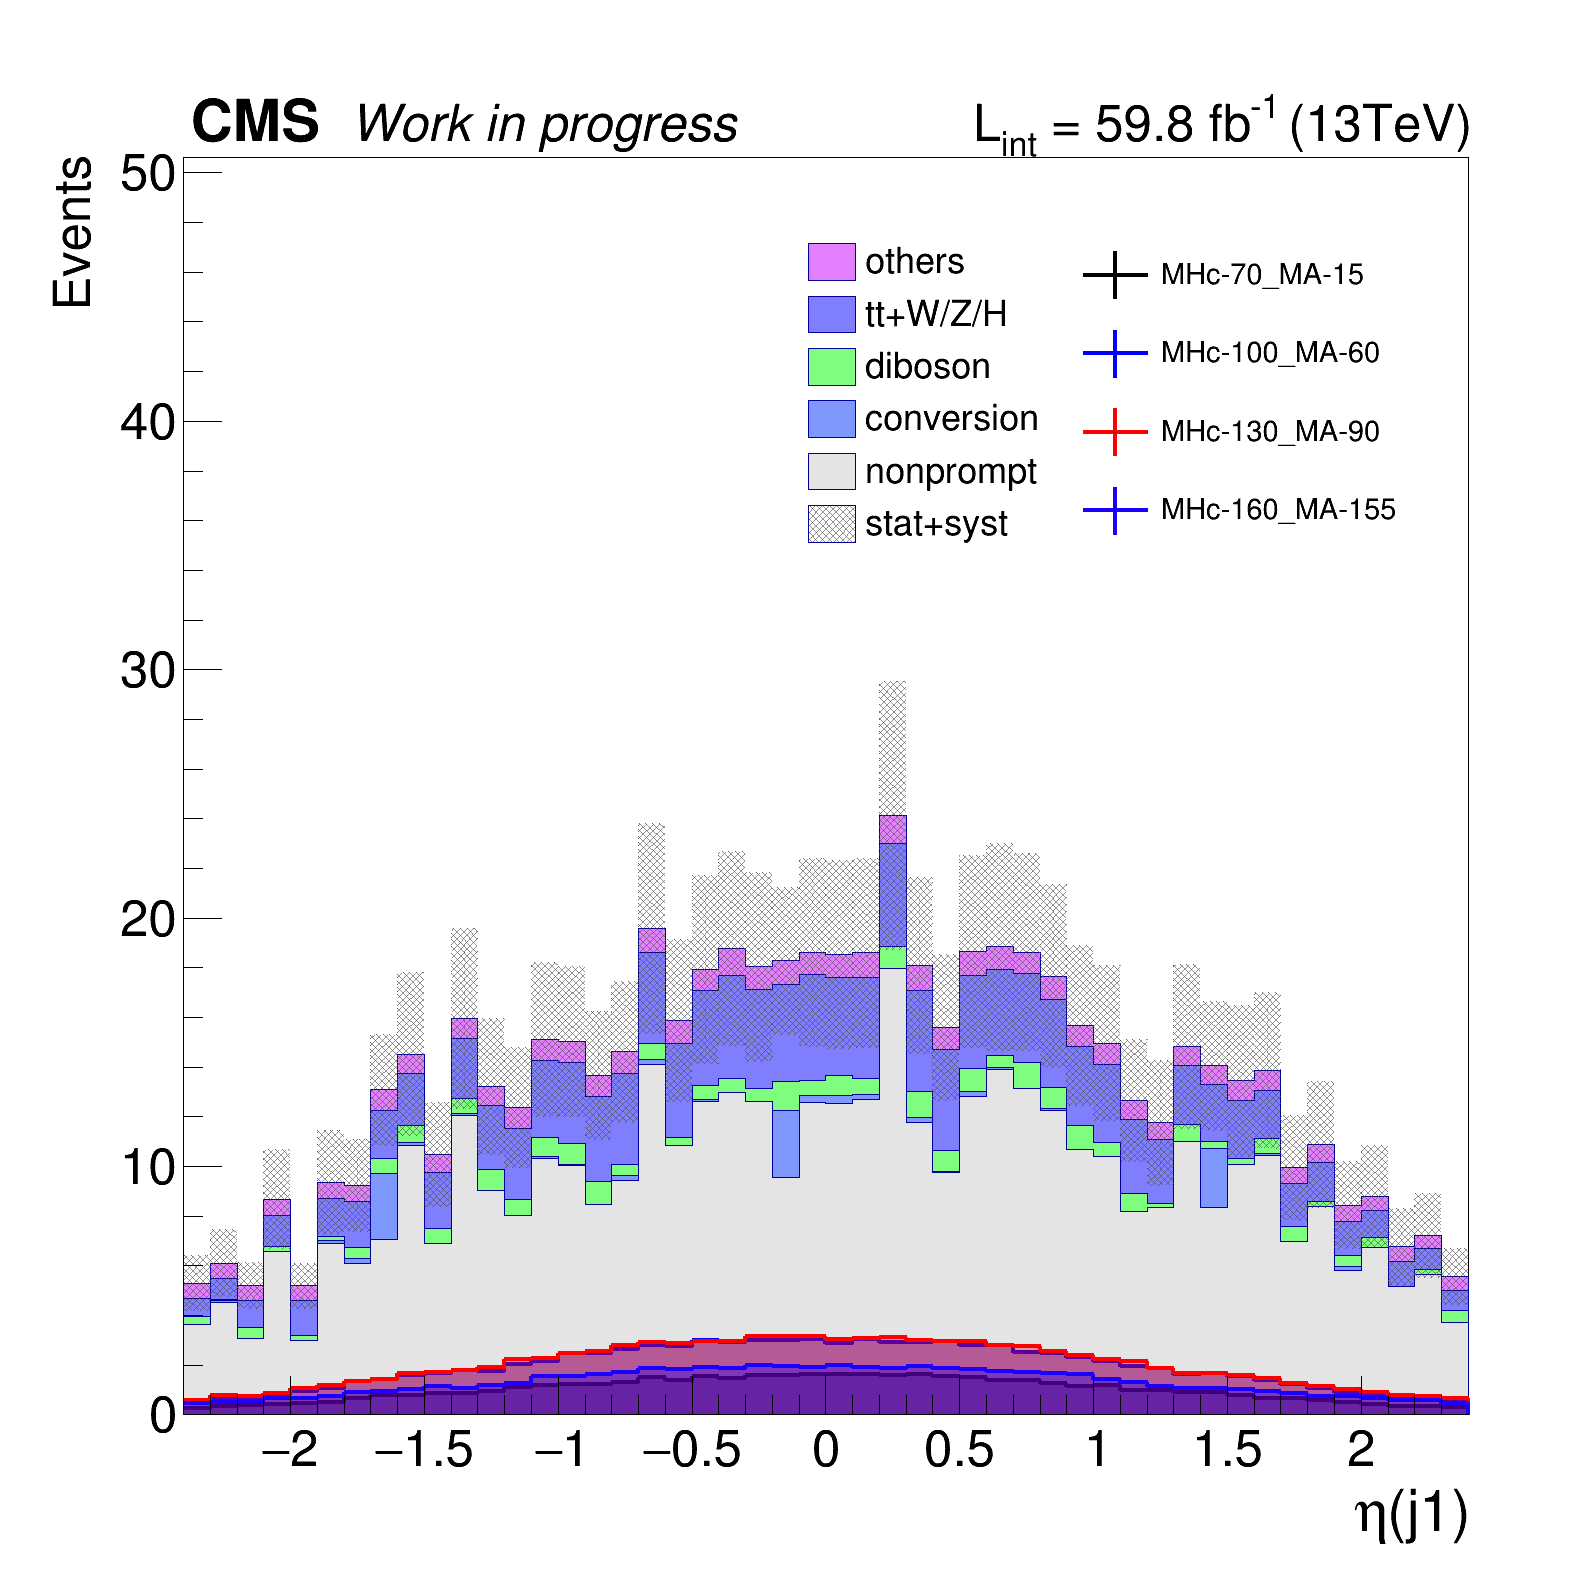 CMS Work in progress
L_int = 59.8 fb^-1 (13TeV)
Events
50
40
30
20
10
0
others
tt+W/Z/H
diboson
conversion
nonprompt
stat+syst
MHc-70_MA-15
MHc-100_MA-60
MHc-130_MA-90
MHc-160_MA-155
−2 −1.5 −1 −0.5 0 0.5 1 1.5 2
η(j1)